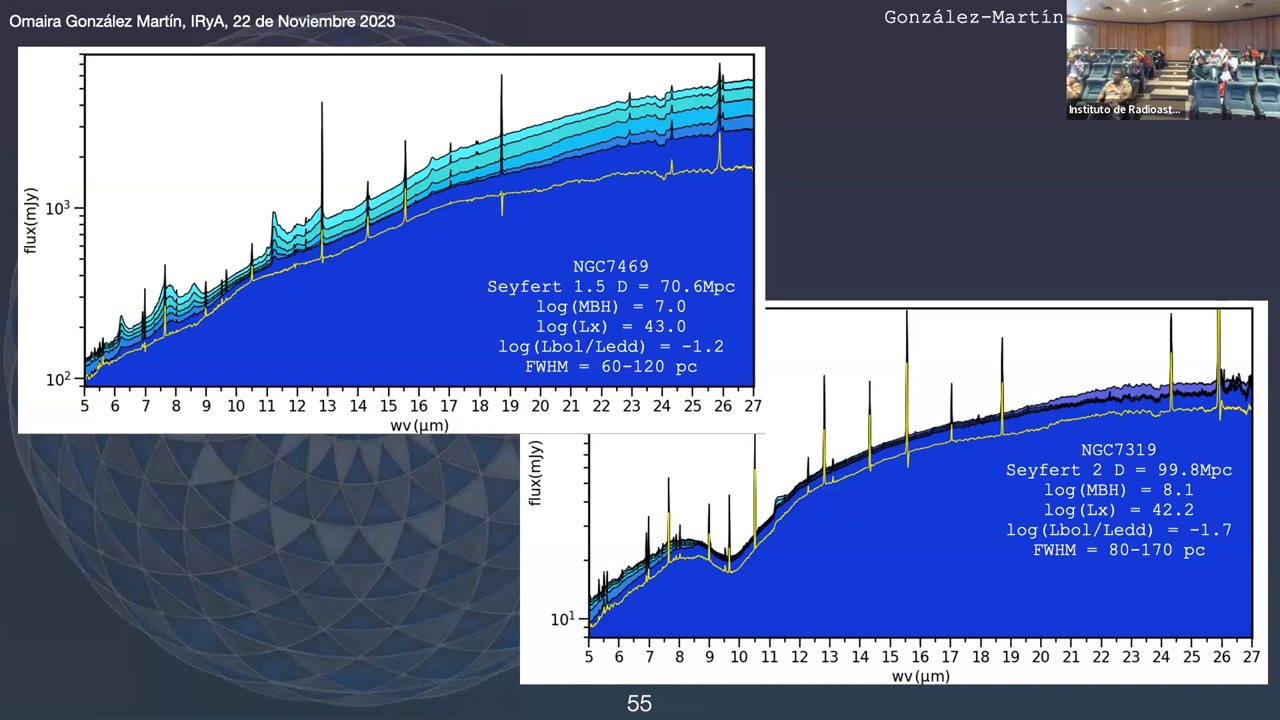 Omaira González Martín, IRyA, 22 de Noviembre 2023
González-Martín
Instituto de Radioast...
flux(mJy)
10³
10²
NGC7469
Seyfert 1.5 D = 70.6Mpc
log(MBH) = 7.0
log(Lx) = 43.0
log(Lbol/Ledd) = -1.2
FWHM = 60-120 pc
5 6 7 8 9 10 11 12 13 14 15 16 17 18 19 20 21 22 23 24 25 26 27
wv(μm)
flux(mJy)
10¹
NGC7319
Seyfert 2 D = 99.8Mpc
log(MBH) = 8.1
log(Lx) = 42.2
log(Lbol/Ledd) = -1.7
FWHM = 80-170 pc
5 6 7 8 9 10 11 12 13 14 15 16 17 18 19 20 21 22 23 24 25 26 27
wv(μm)
55